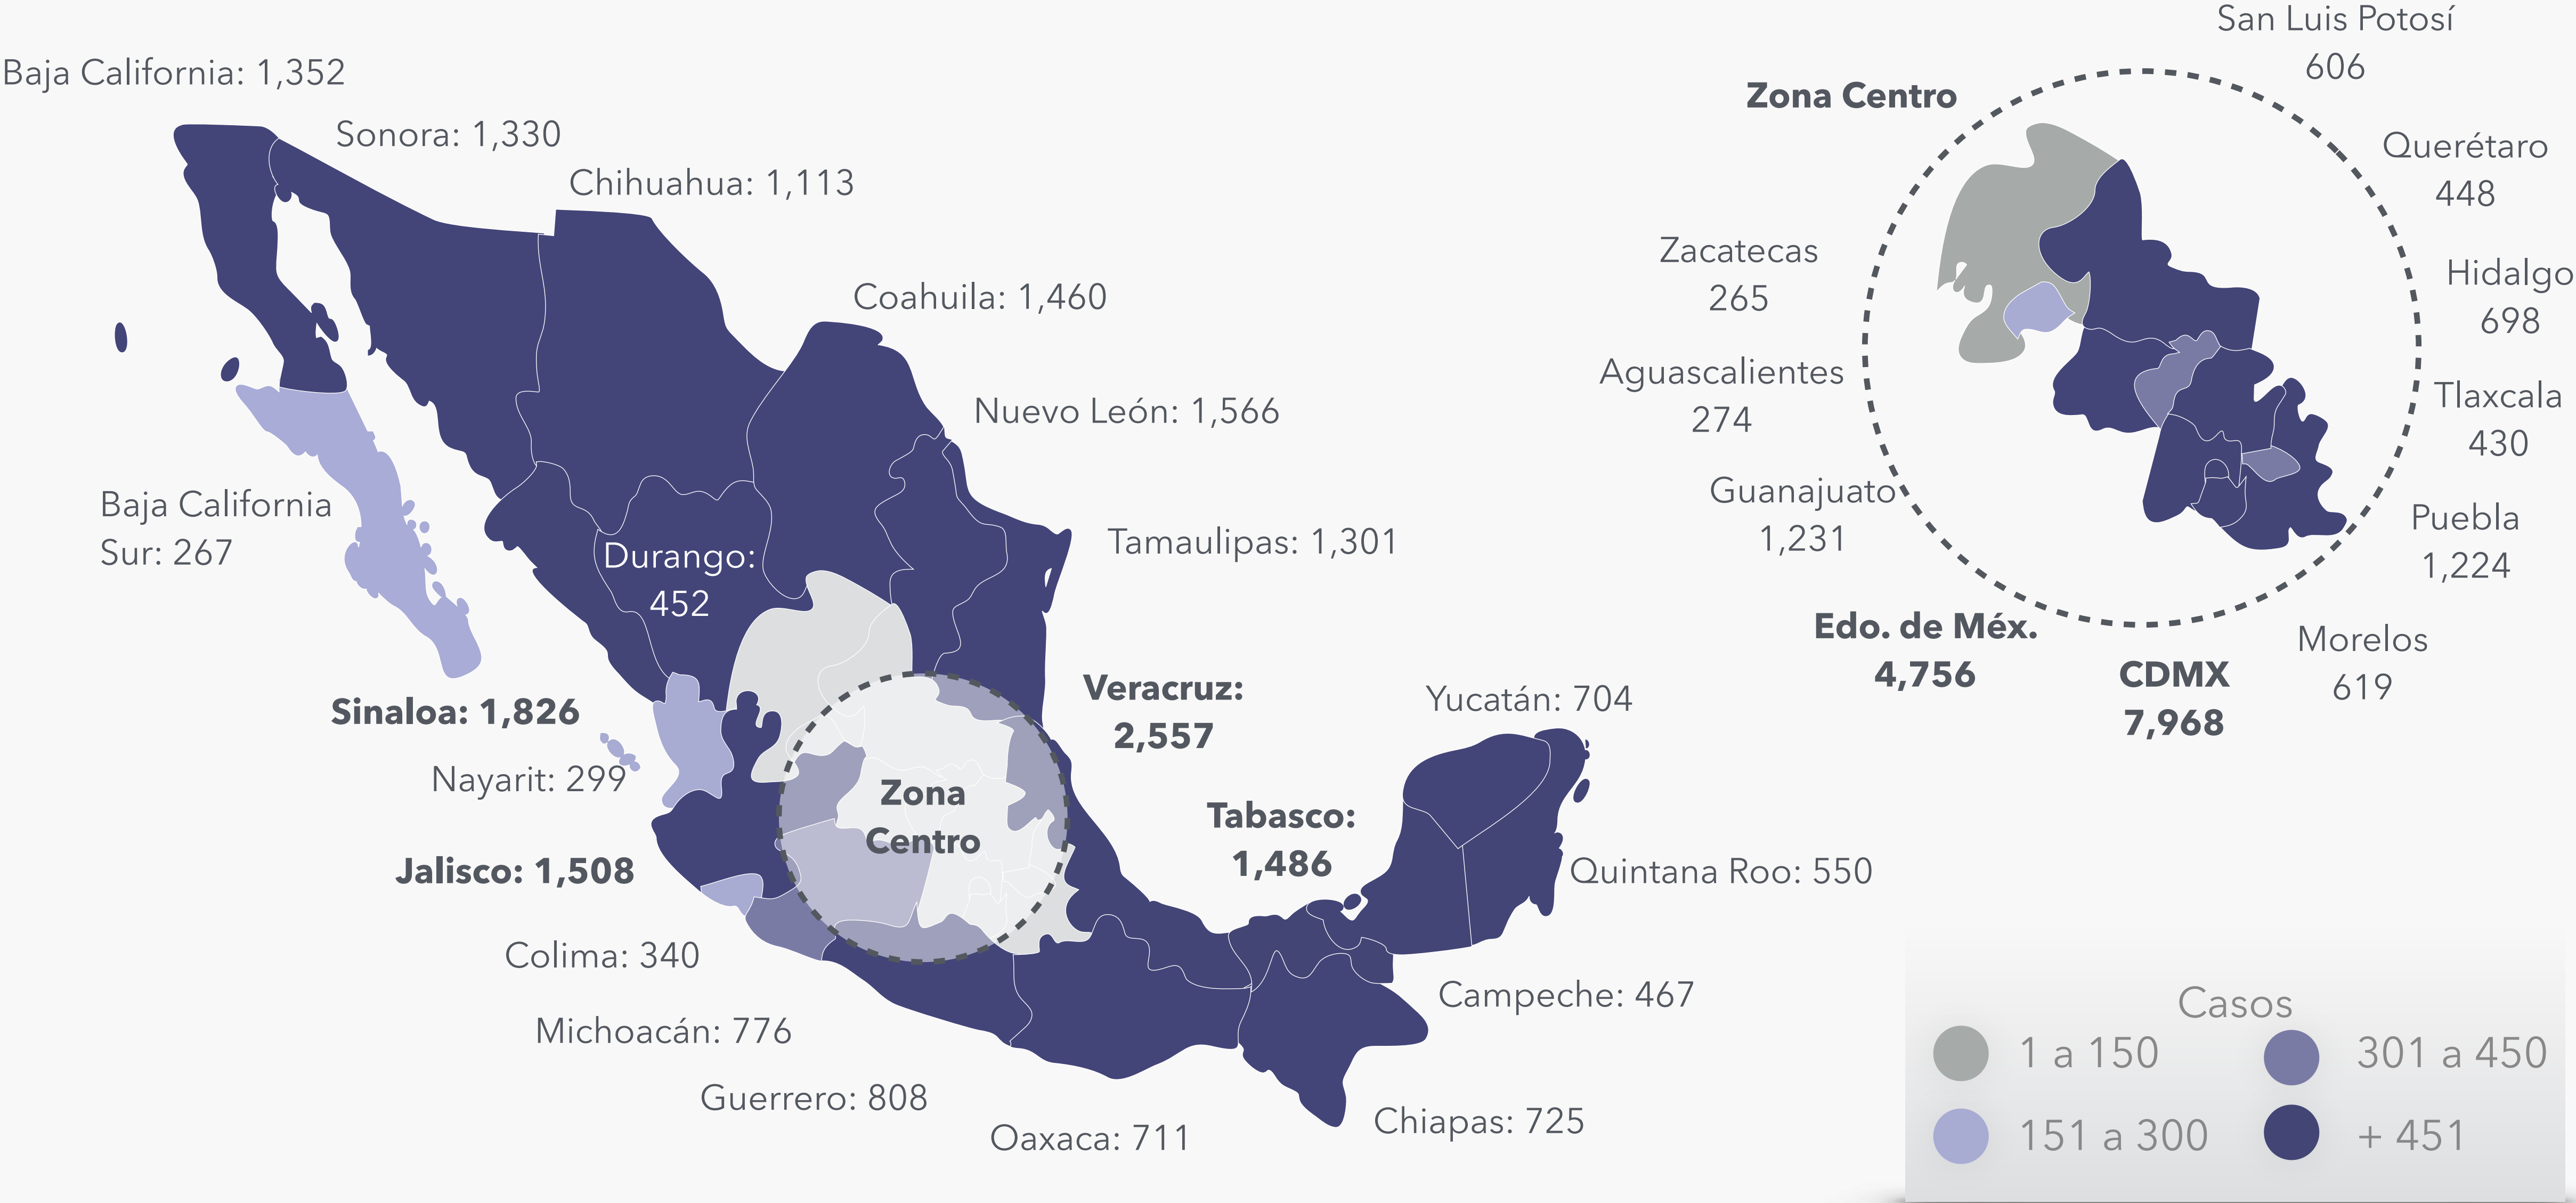 Baja California: 1,352
Sonora: 1,330
Chihuahua: 1,113
Coahuila: 1,460
Nuevo León: 1,566
Tamaulipas: 1,301
Baja California
Sur: 267
Durango:
452
Sinaloa: 1,826
Nayarit: 299
Jalisco: 1,508
Colima: 340
Michoacán: 776
Guerrero: 808
Oaxaca: 711
Zona
Centro
Veracruz:
2,557
Tabasco:
1,486
Yucatán: 704
Quintana Roo: 550
Campeche: 467
Chiapas: 725
Zona Centro
San Luis Potosí
606
Querétaro
448
Hidalgo
698
Tlaxcala
430
Puebla
1,224
Morelos
619
CDMX
7,968
Edo. de Méx.
4,756
Guanajuato
1,231
Aguascalientes
274
Zacatecas
265
Casos
1 a 150
301 a 450
151 a 300
+ 451